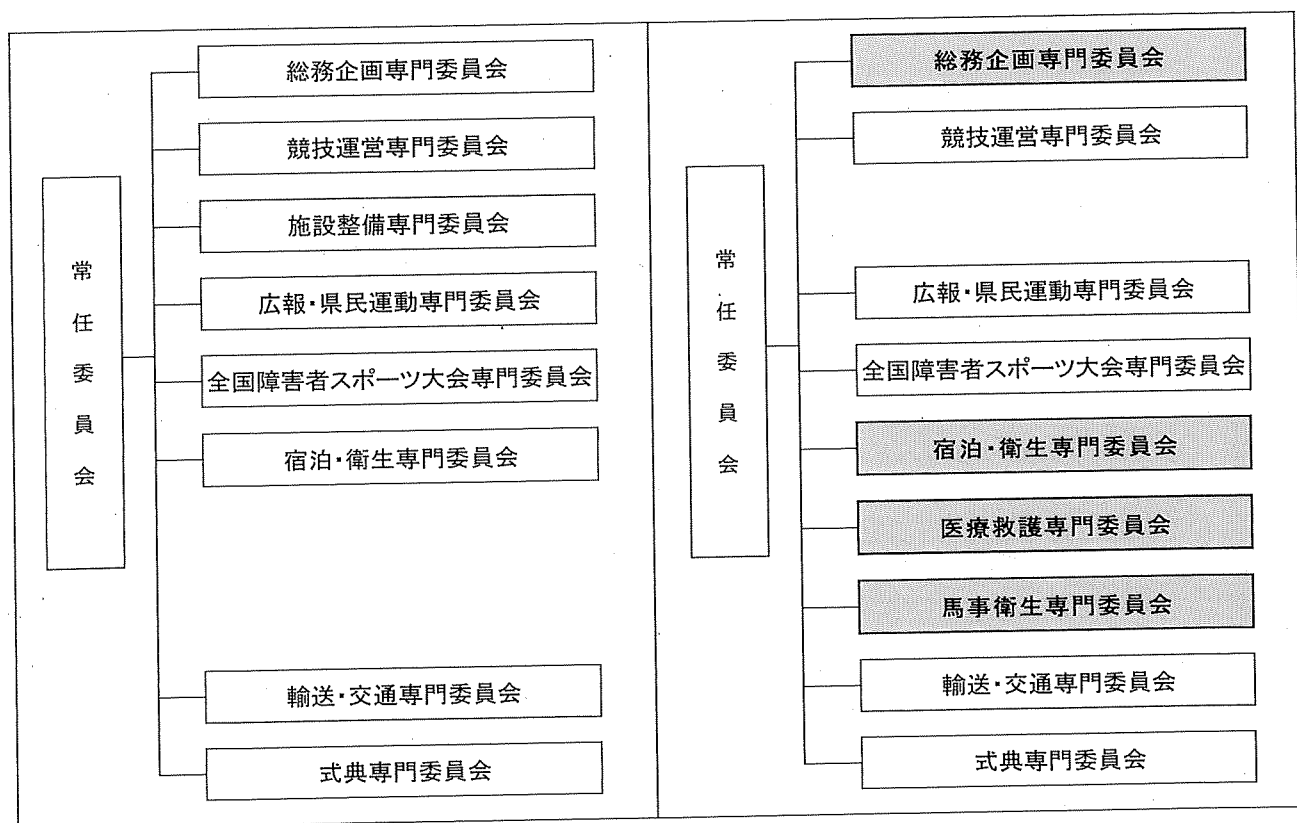 常任委員会
総務企画専門委員会
競技運営専門委員会
施設整備専門委員会
広報・県民運動専門委員会
全国障害者スポーツ大会専門委員会
宿泊・衛生専門委員会
輸送・交通専門委員会
式典専門委員会
常任委員会
総務企画専門委員会
競技運営専門委員会
広報・県民運動専門委員会
全国障害者スポーツ大会専門委員会
宿泊・衛生専門委員会
医療救護専門委員会
馬事衛生専門委員会
輸送・交通専門委員会
式典専門委員会